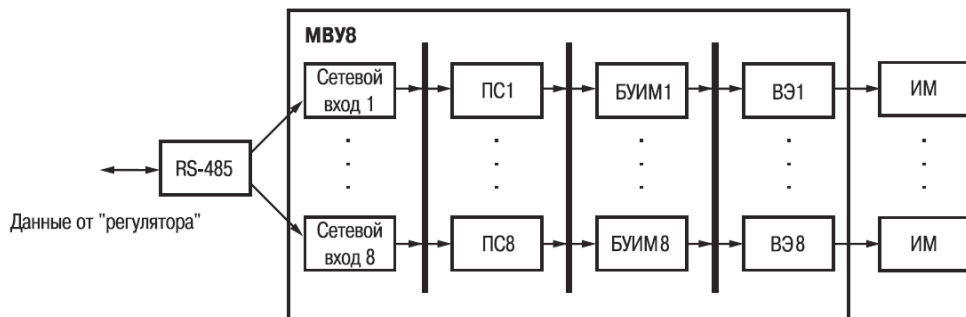 МВУ8
Сетевой
вход 1
ПС1
БУИМ1
ВЭ1
ИМ
RS-485
Данные от "регулятора"
Сетевой
вход 8
ПС8
БУИМ8
ВЭ8
ИМ